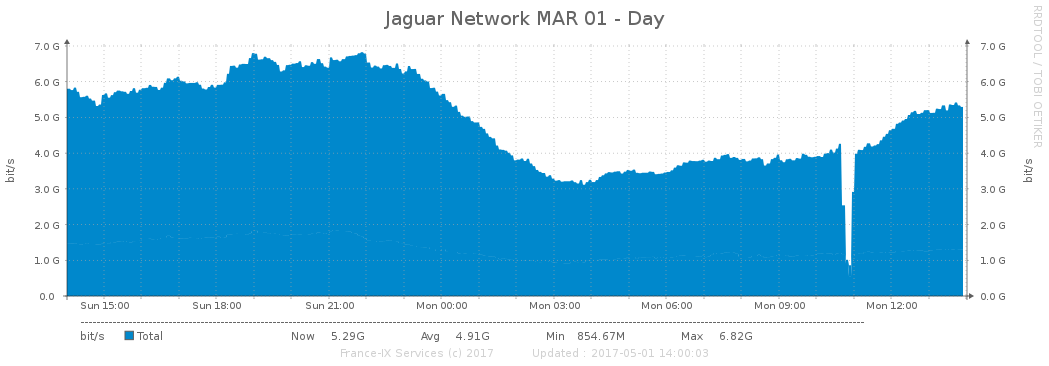 Jaguar Network MAR 01 - Day
RRDTOOL / TOBI OETIKER
7.0 G 7.0 G
6.0 G 6.0 G
5.0 G 5.0 G
4.0 G 4.0 G
3.0 G 3.0 G
2.0 G 2.0 G
1.0 G 1.0 G
0.0 0.0 G
bit/s bit/s
Sun 15:00 Sun 18:00 Sun 21:00 Mon 00:00 Mon 03:00 Mon 06:00 Mon 09:00 Mon 12:00
bit/s Total Now 5.29G Avg 4.91G Min 854.67M Max 6.82G
France-IX Services (c) 2017 Updated : 2017-05-01 14:00:03